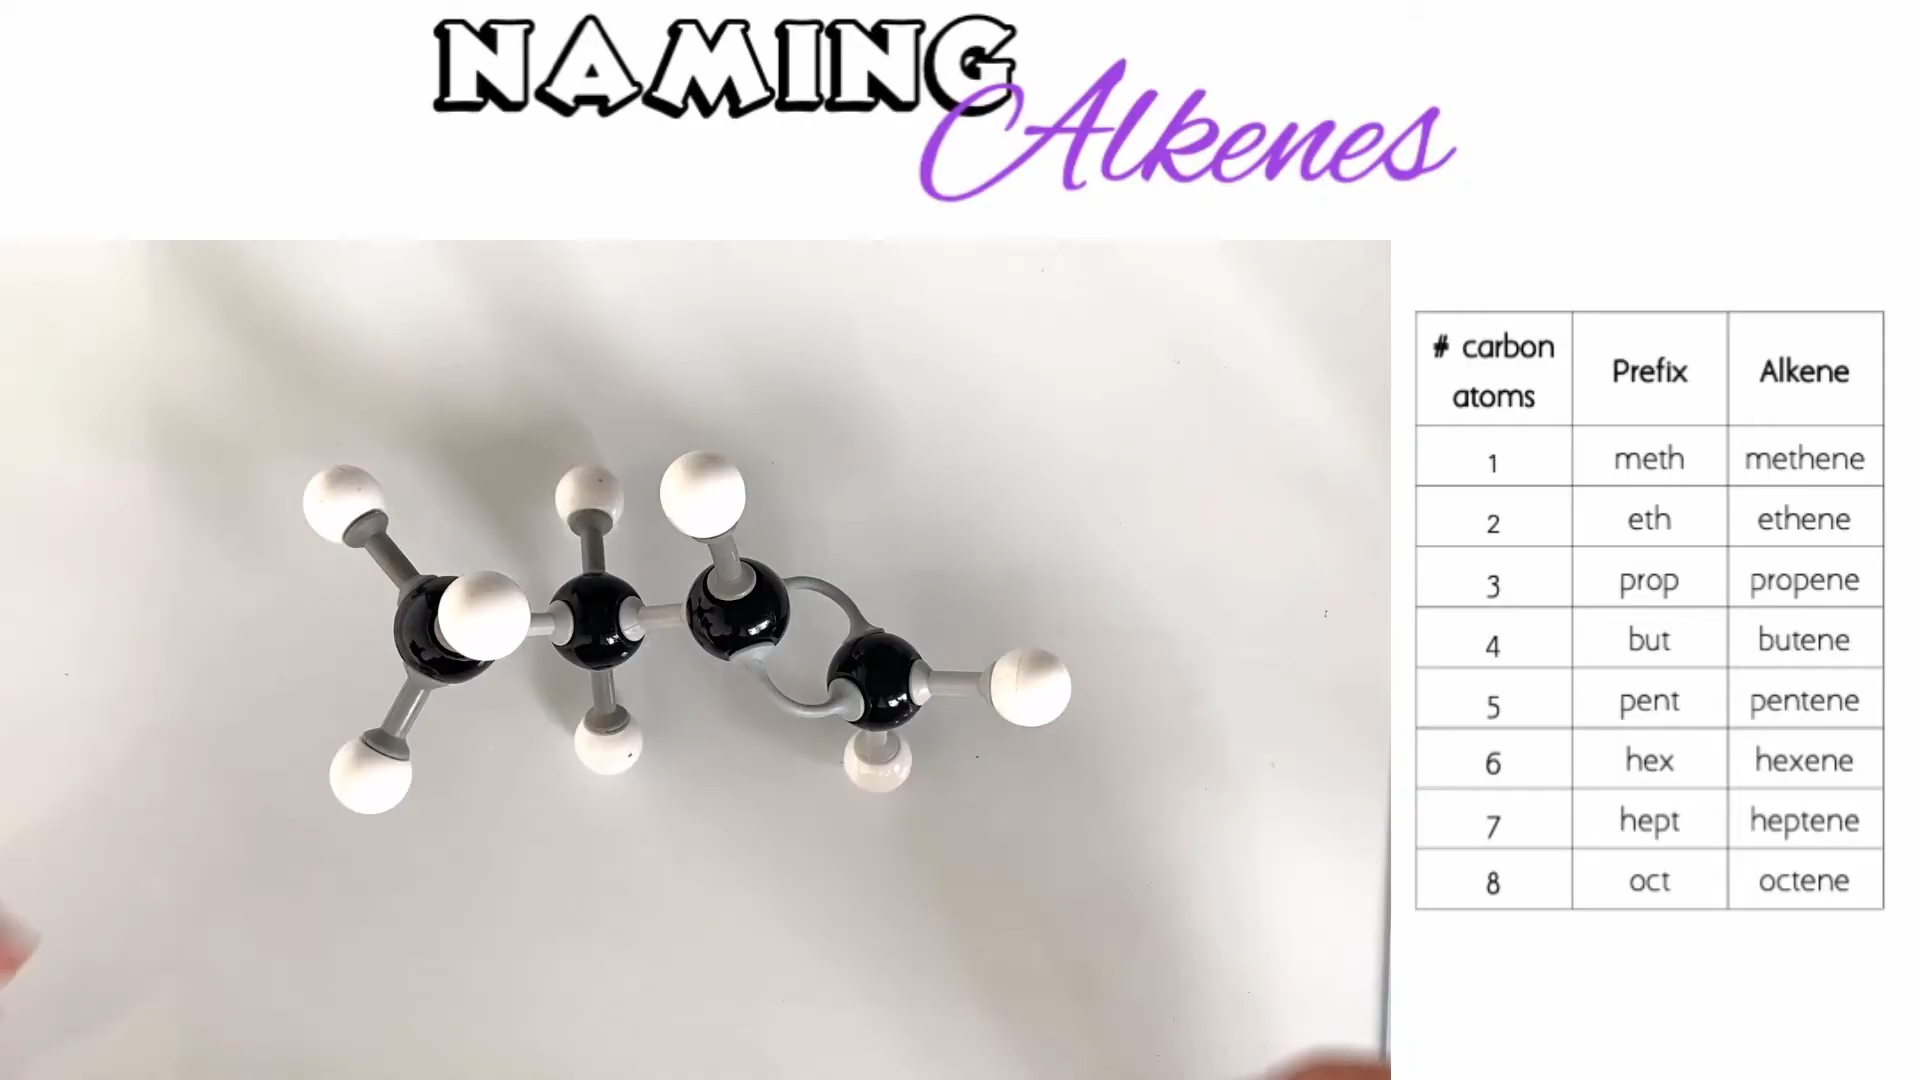 NAMING
Alkenes
# carbon atoms Prefix Alkene
1 meth methene
2 eth ethene
3 prop propene
4 but butene
5 pent pentene
6 hex hexene
7 hept heptene
8 oct octene